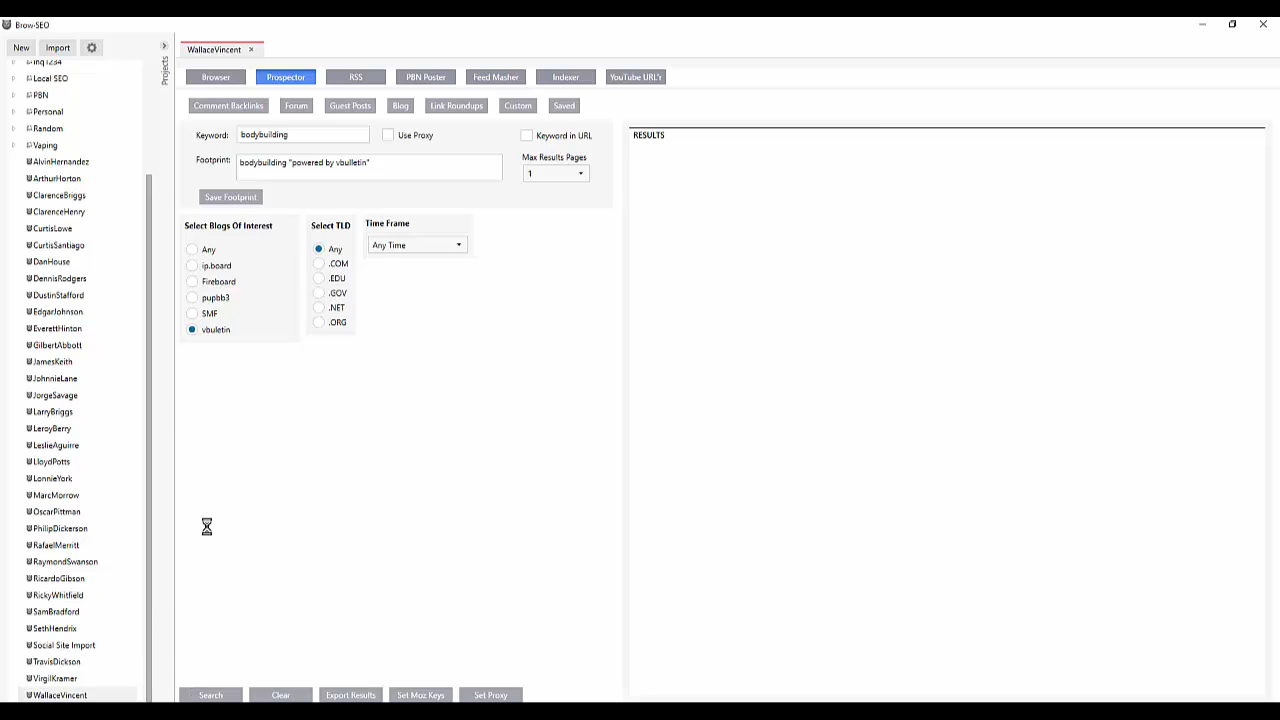 Brow-SEO
New
Import
Projects
inq1234
Local SEO
PBN
Personal
Random
Vaping
AlvinHernandez
ArthurHorton
ClarenceBriggs
ClarenceHenry
CurtisLowe
CurtisSantiago
DanHouse
DennisRodgers
DustinStafford
EdgarJohnson
EverettHinton
GilbertAbbott
JamesKeith
JohnnieLane
JorgeSavage
LarryBriggs
LeroyBerry
LeslieAguirre
LloydPotts
LonnieYork
MarcMorrow
OscarPittman
PhilipDickerson
RafaelMerritt
RaymondSwanson
RicardoGibson
RickyWhitfield
SamBradford
SethHendrix
Social Site Import
TravisDickson
VirgilKramer
WallaceVincent
WallaceVincent
Browser
Prospector
RSS
PBN Poster
Feed Masher
Indexer
YouTube URL's
Comment Backlinks
Forum
Guest Posts
Blog
Link Roundups
Custom
Saved
Keyword:
bodybuilding
Use Proxy
Keyword in URL
Footprint:
bodybuilding "powered by vbulletin"
Max Results Pages
1
Save Footprint
Select Blogs Of Interest
Any
ip.board
Fireboard
pupbb3
SMF
vbuletin
Select TLD
Any
.COM
.EDU
.GOV
.NET
.ORG
Time Frame
Any Time
RESULTS
Search
Clear
Export Results
Set Moz Keys
Set Proxy